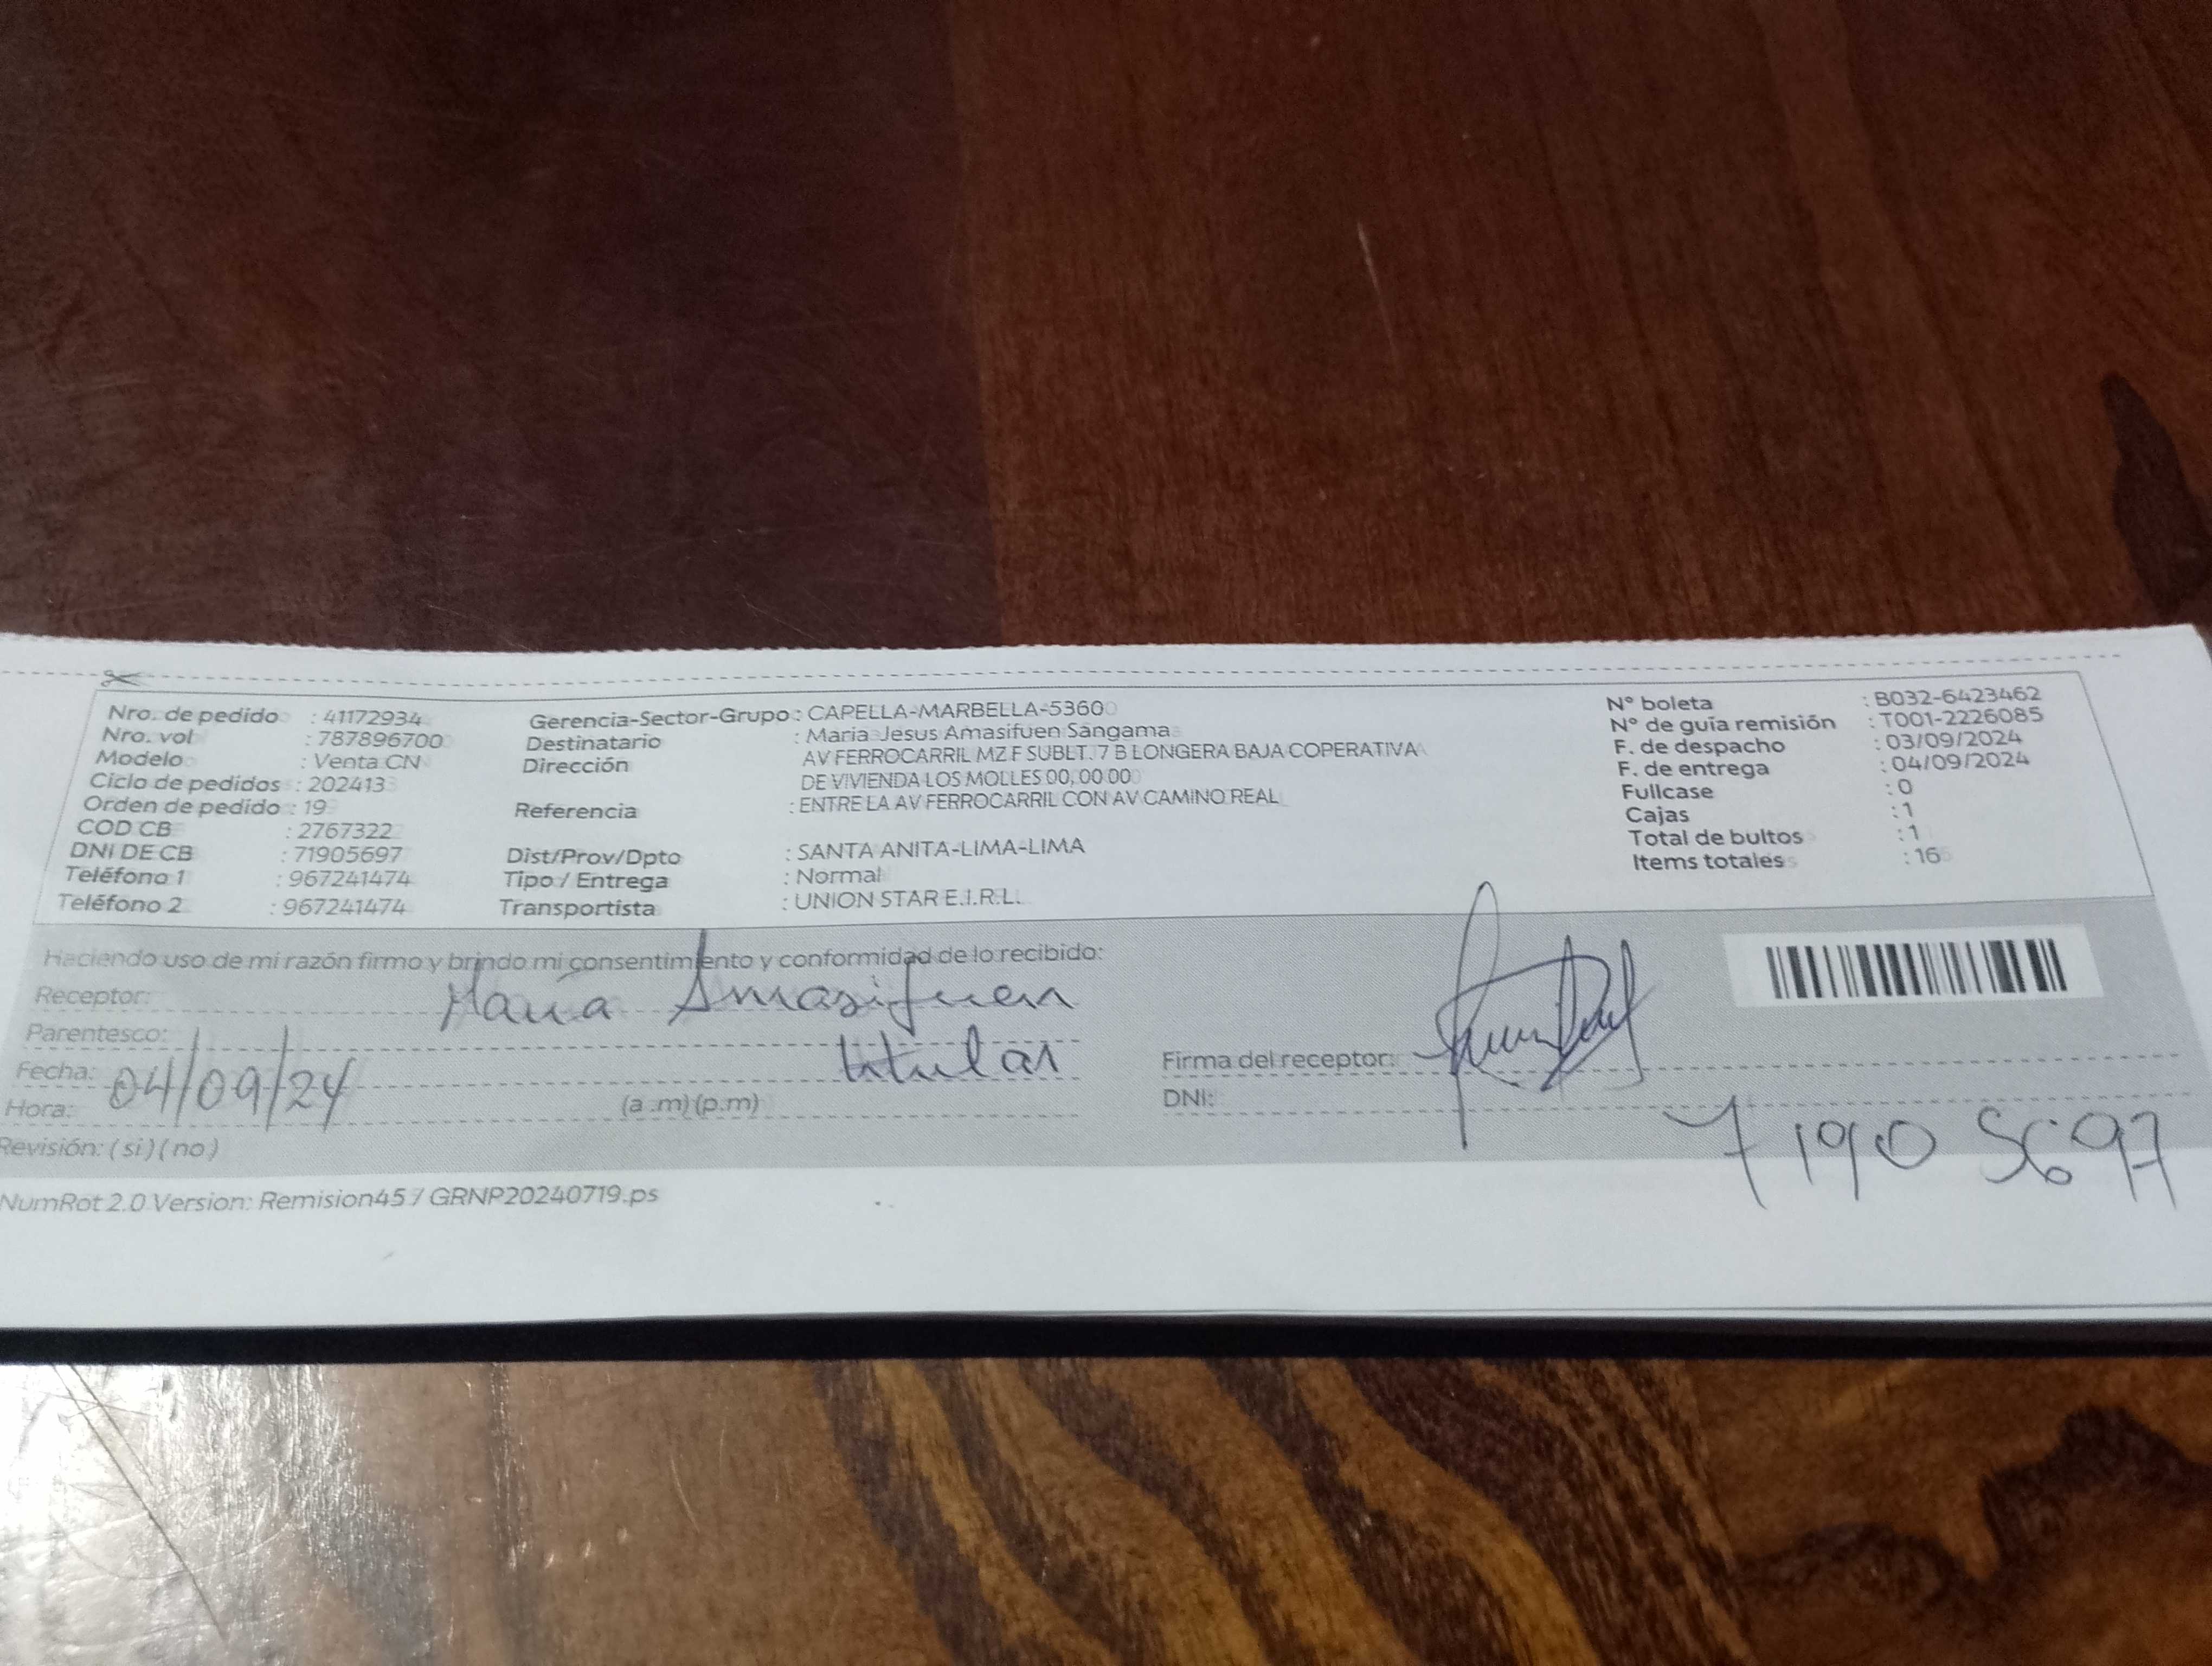 Nro. de pedido : 41172934
Nro. vol : 787896700
Modelo : Venta CN
Ciclo de pedidos : 202413
Orden de pedido : 19
COD CB : 2767322
DNI DE CB : 71905697
Teléfono 1 : 967241474
Teléfono 2 : 967241474
Gerencia-Sector-Grupo : CAPELLA-MARBELLA-5360
Destinatario : Maria Jesus Amasifuen Sangama
Dirección AV FERROCARRIL MZ F SUBLT. 7 B LONGERA BAJA COPERATIVA
DE VIVIENDA LOS MOLLES 00, 00 00
Referencia : ENTRE LA AV FERROCARRIL CON AV CAMINO REAL
Dist/Prov/Dpto : SANTA ANITA-LIMA-LIMA
Tipo / Entrega : Normal
Transportista : UNION STAR E.I.R.L.
N° boleta : B032-6423462
N° de guía remisión : T001-2226085
F. de despacho : 03/09/2024
F. de entrega : 04/09/2024
Fullcase : 0
Cajas : 1
Total de bultos : 1
Items totales : 16
Haciendo uso de mi razón firmo y brindo mi consentimiento y conformidad de lo recibido:
Receptor: María Amasifuen
Parentesco: titular
Fecha: 04/09/24
Hora: (a .m) (p.m)
Revisión: ( si ) ( no )
Firma del receptor:
DNI: 71905697
NumRot 2.0 Version: Remision45 / GRNP20240719.ps